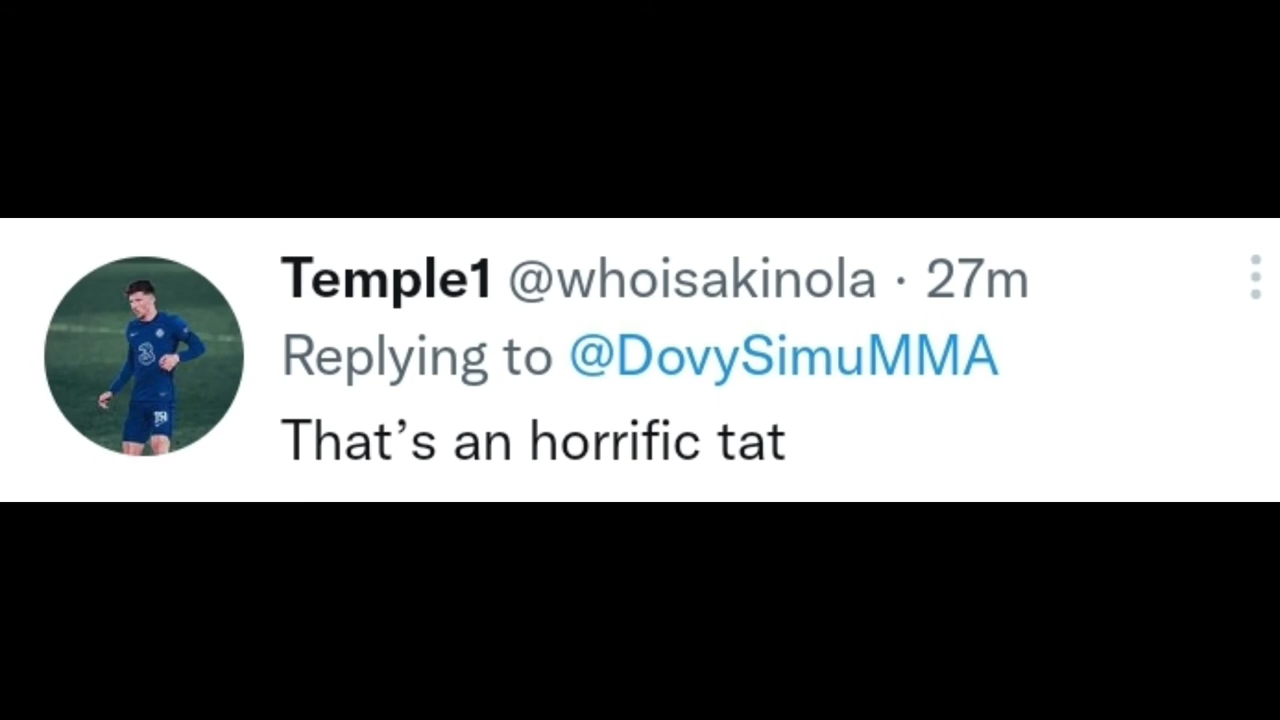 Temple1 @whoisakinola · 27m
Replying to @DovySimuMMA
That’s an horrific tat